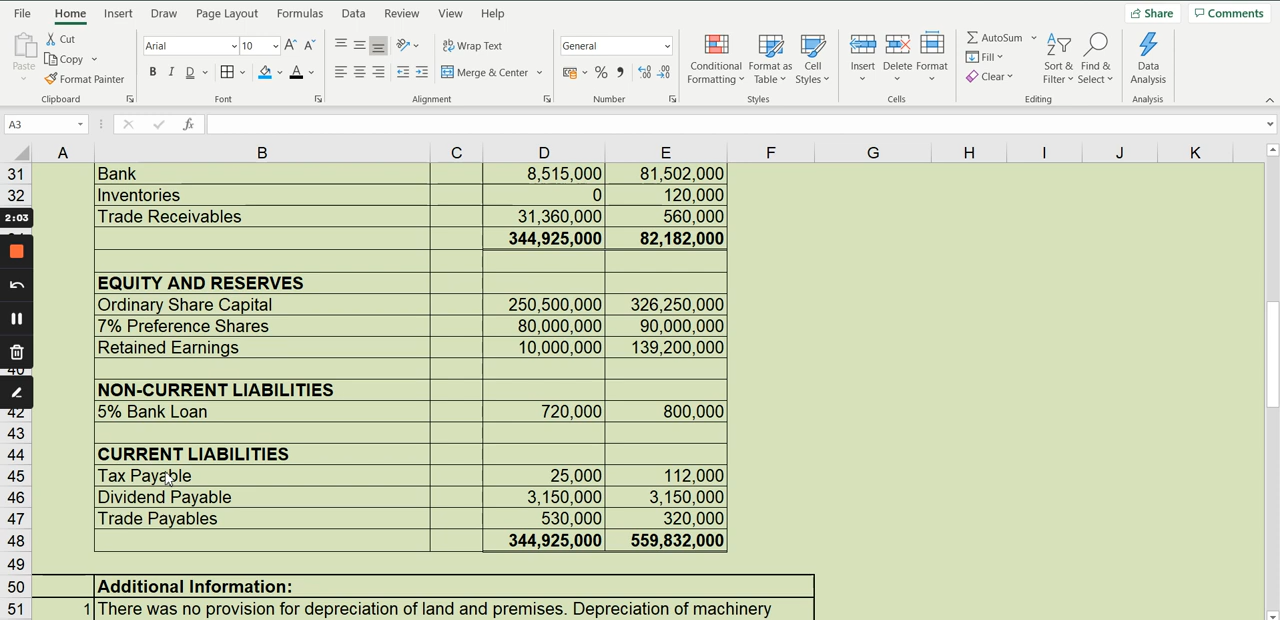 File Home Insert Draw Page Layout Formulas Data Review View Help Share Comments
Cut Arial 10 A A Wrap Text General AutoSum
Paste Copy Conditional Format as Cell Insert Delete Format Fill Sort & Find & Data
Format Painter B I U A Merge & Center % Formatting Table Styles Clear Filter Select Analysis
Clipboard Font Alignment Number Styles Cells Editing Analysis
A3 fx
A B C D E F G H I J K
31 Bank 8,515,000 81,502,000
32 Inventories 0 120,000
2:03 Trade Receivables 31,360,000 560,000
344,925,000 82,182,000
EQUITY AND RESERVES
Ordinary Share Capital 250,500,000 326,250,000
7% Preference Shares 80,000,000 90,000,000
Retained Earnings 10,000,000 139,200,000
NON-CURRENT LIABILITIES
42 5% Bank Loan 720,000 800,000
43
44 CURRENT LIABILITIES
45 Tax Payable 25,000 112,000
46 Dividend Payable 3,150,000 3,150,000
47 Trade Payables 530,000 320,000
48 344,925,000 559,832,000
49
50 Additional Information:
51 1 There was no provision for depreciation of land and premises. Depreciation of machinery